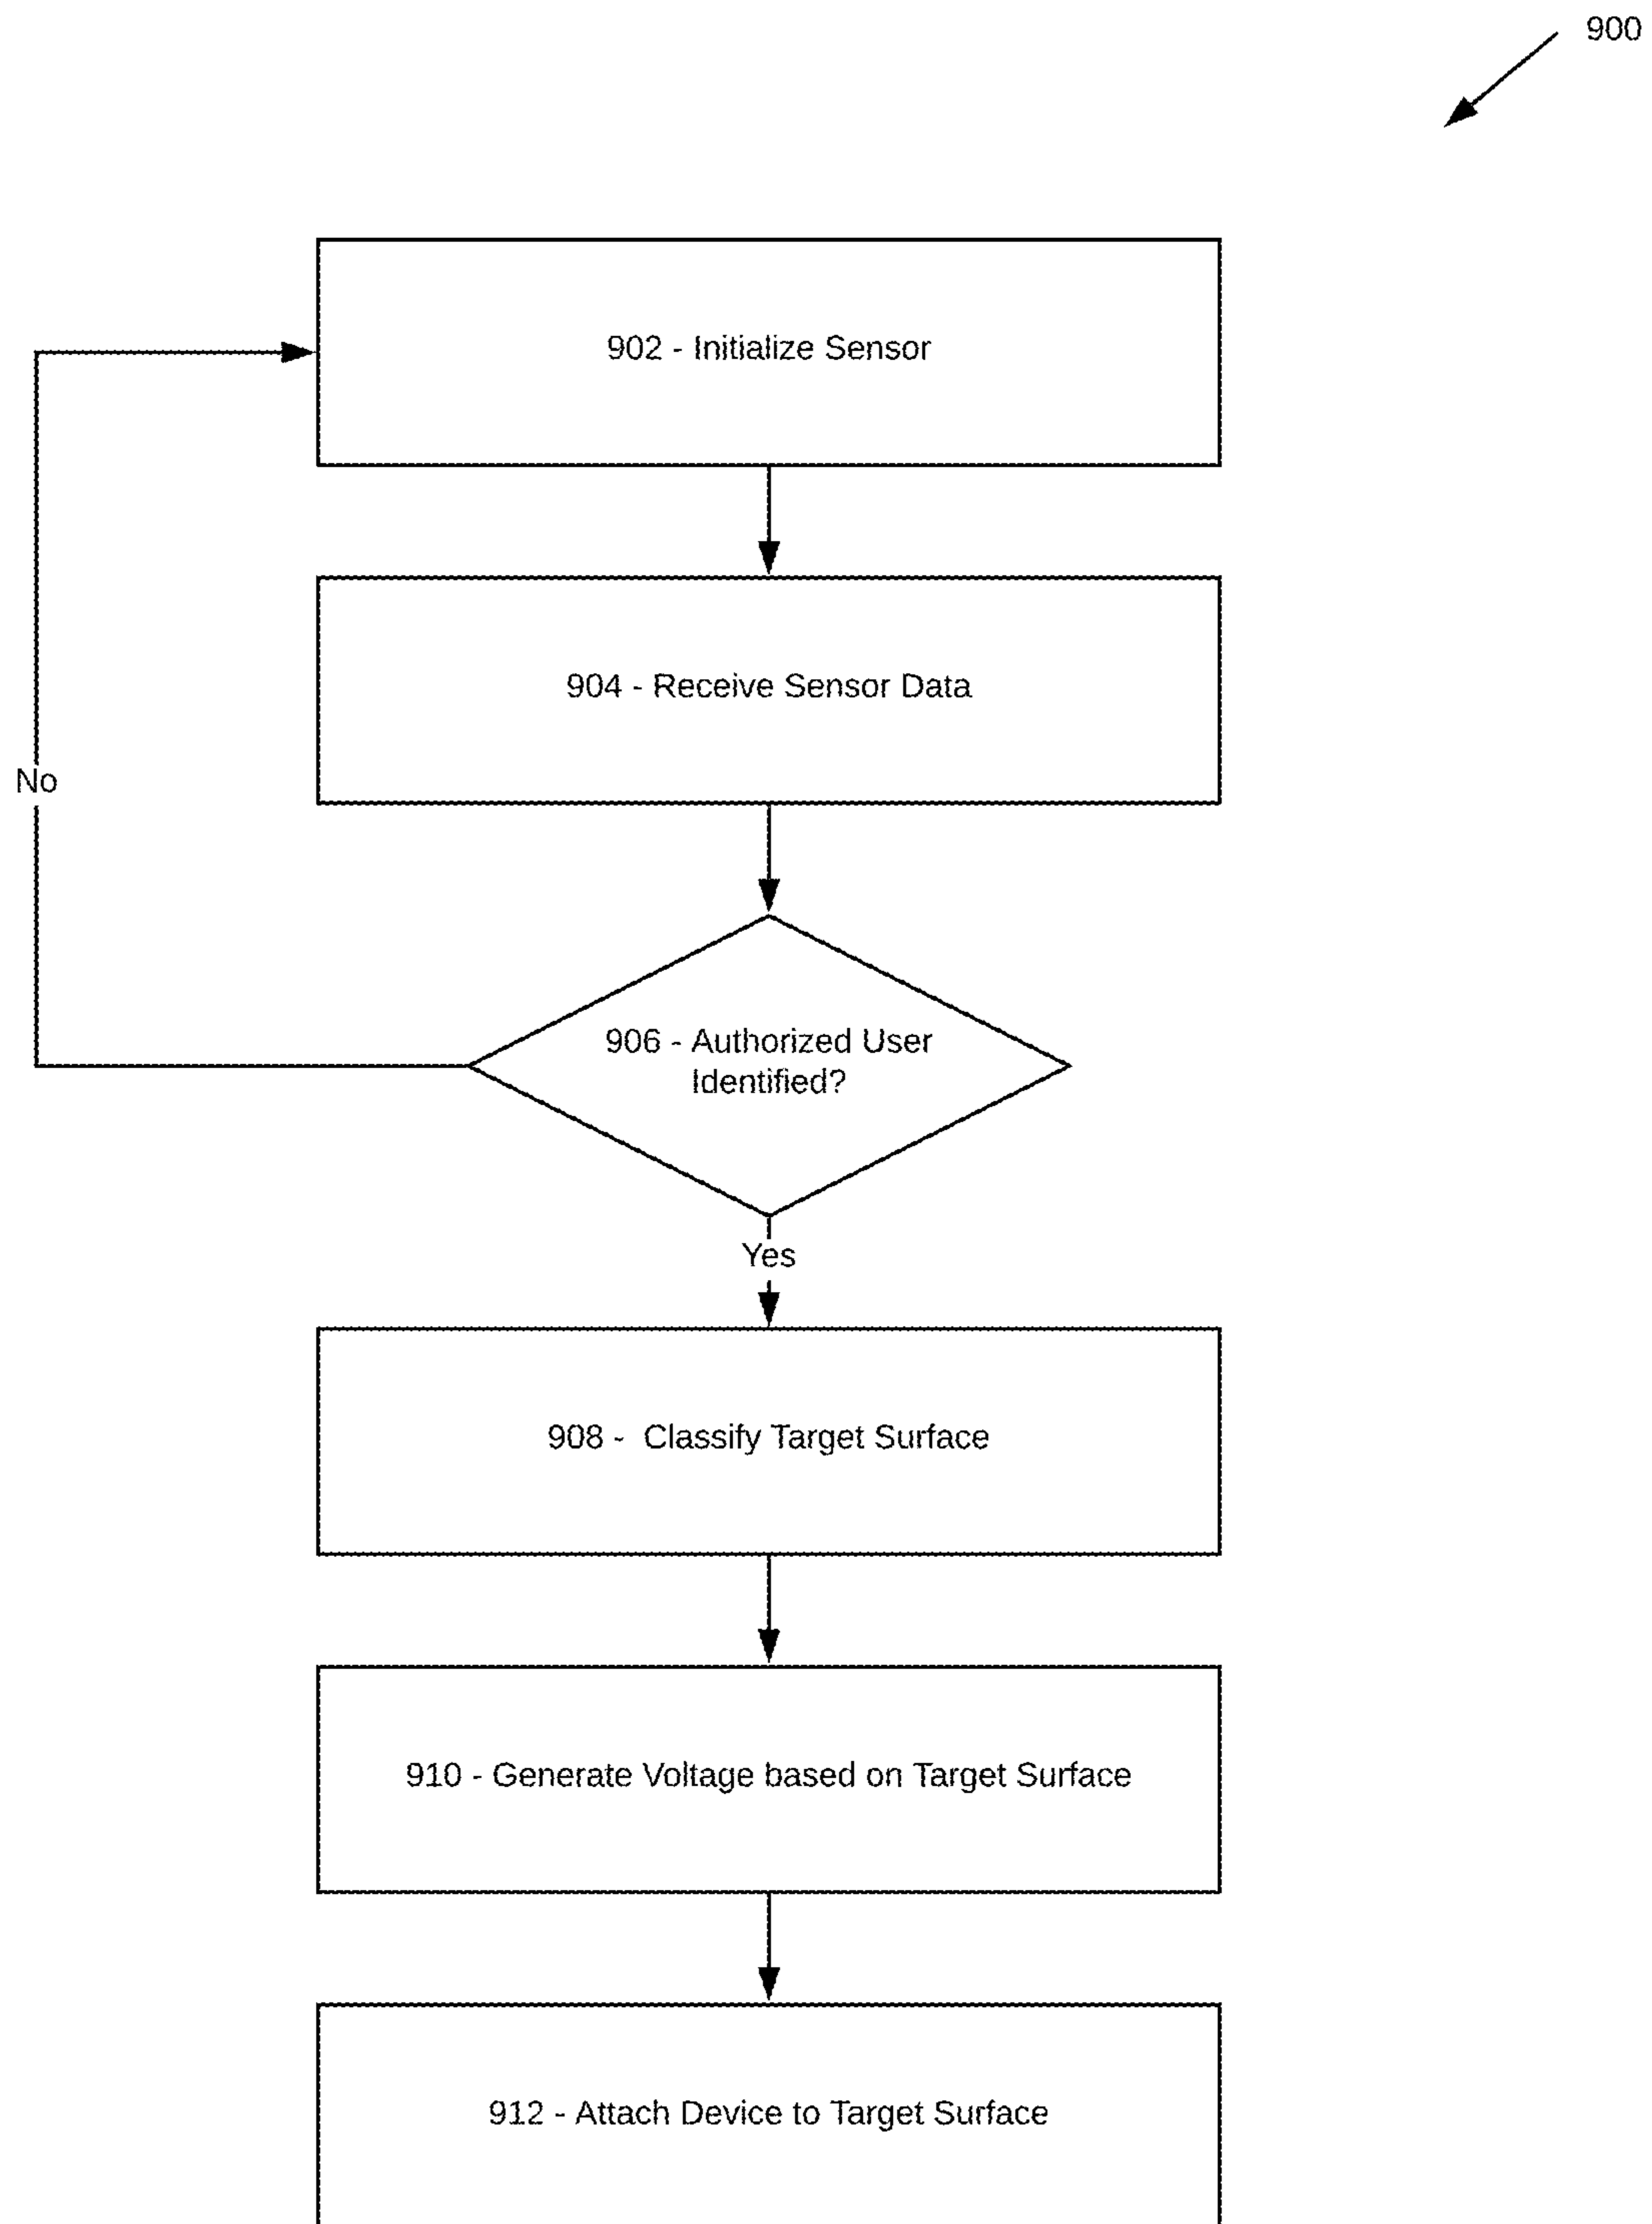 900
902 - Initialize Sensor
904 - Receive Sensor Data
No
906 - Authorized User
Identified?
Yes
908 -  Classify Target Surface
910 - Generate Voltage based on Target Surface
912 - Attach Device to Target Surface